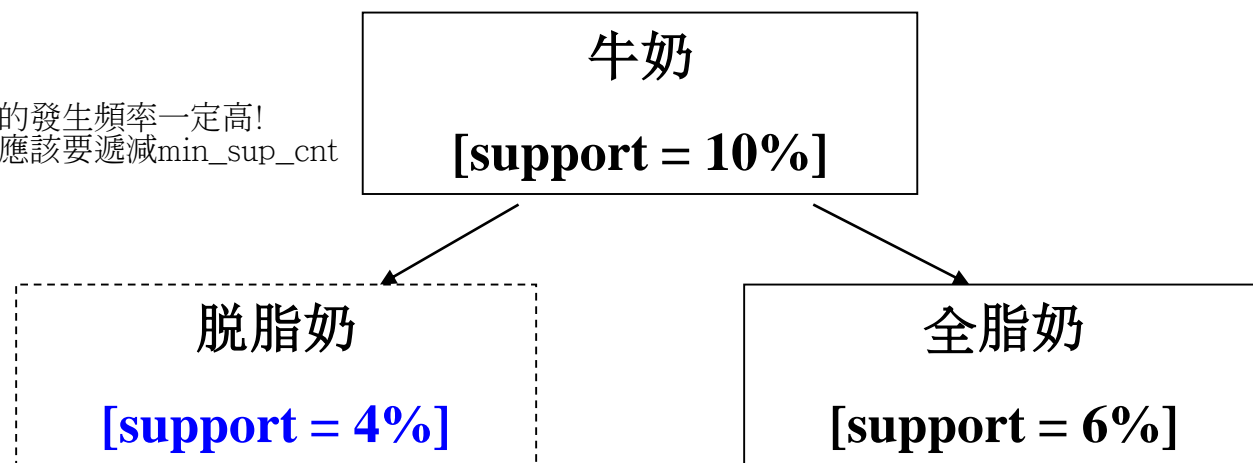 牛奶
[support = 10%]
的發生頻率一定高!
應該要遞減min_sup_cnt
脱脂奶
[support = 4%]
全脂奶
[support = 6%]